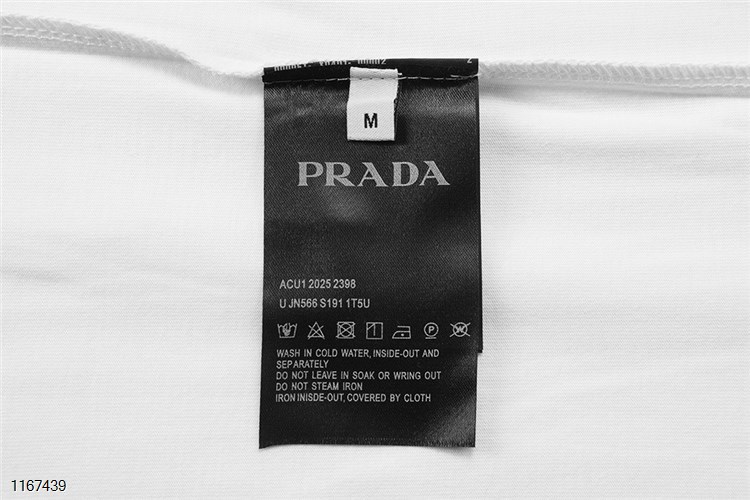 M
PRADA
ACU1 2025 2398
UJN566 S191 1T5U
WASH IN COLD WATER, INSIDE-OUT AND
SEPARATELY
DO NOT LEAVE IN SOAK OR WRING OUT
DO NOT STEAM IRON
IRON INISDE-OUT, COVERED BY CLOTH
1167439